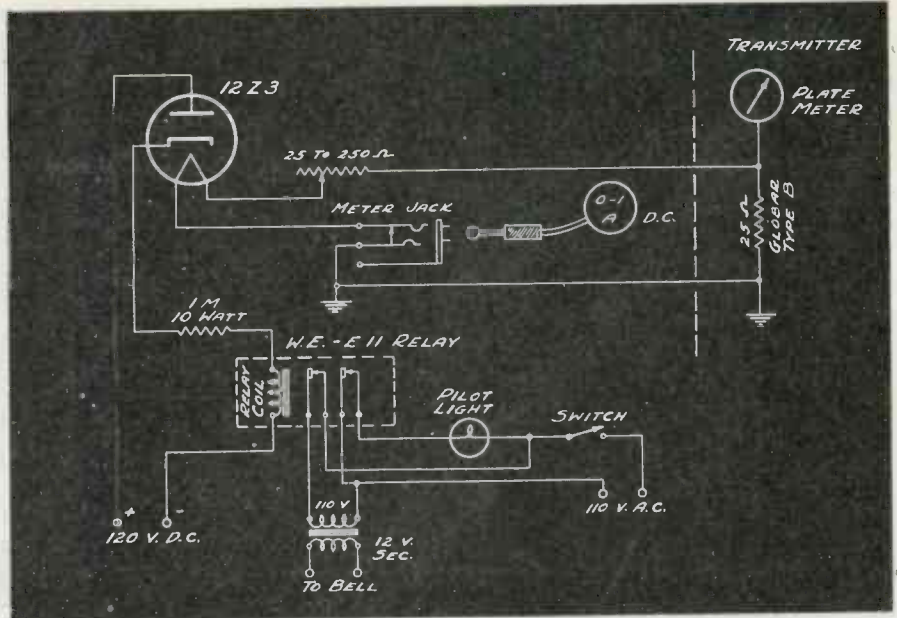 TRANSMITTER
12Z3
PLATE
METER
25 TO 250 Ω
METER JACK
0-1
A
D.C.
25 Ω
GLOBAR
TYPE B
1 M
10 WATT
W.E. - E 11 RELAY
RELAY
COIL
PILOT
LIGHT
SWITCH
+
-
120 V. D.C.
110 V
12 V.
SEC.
110 V. A.C.
TO BELL